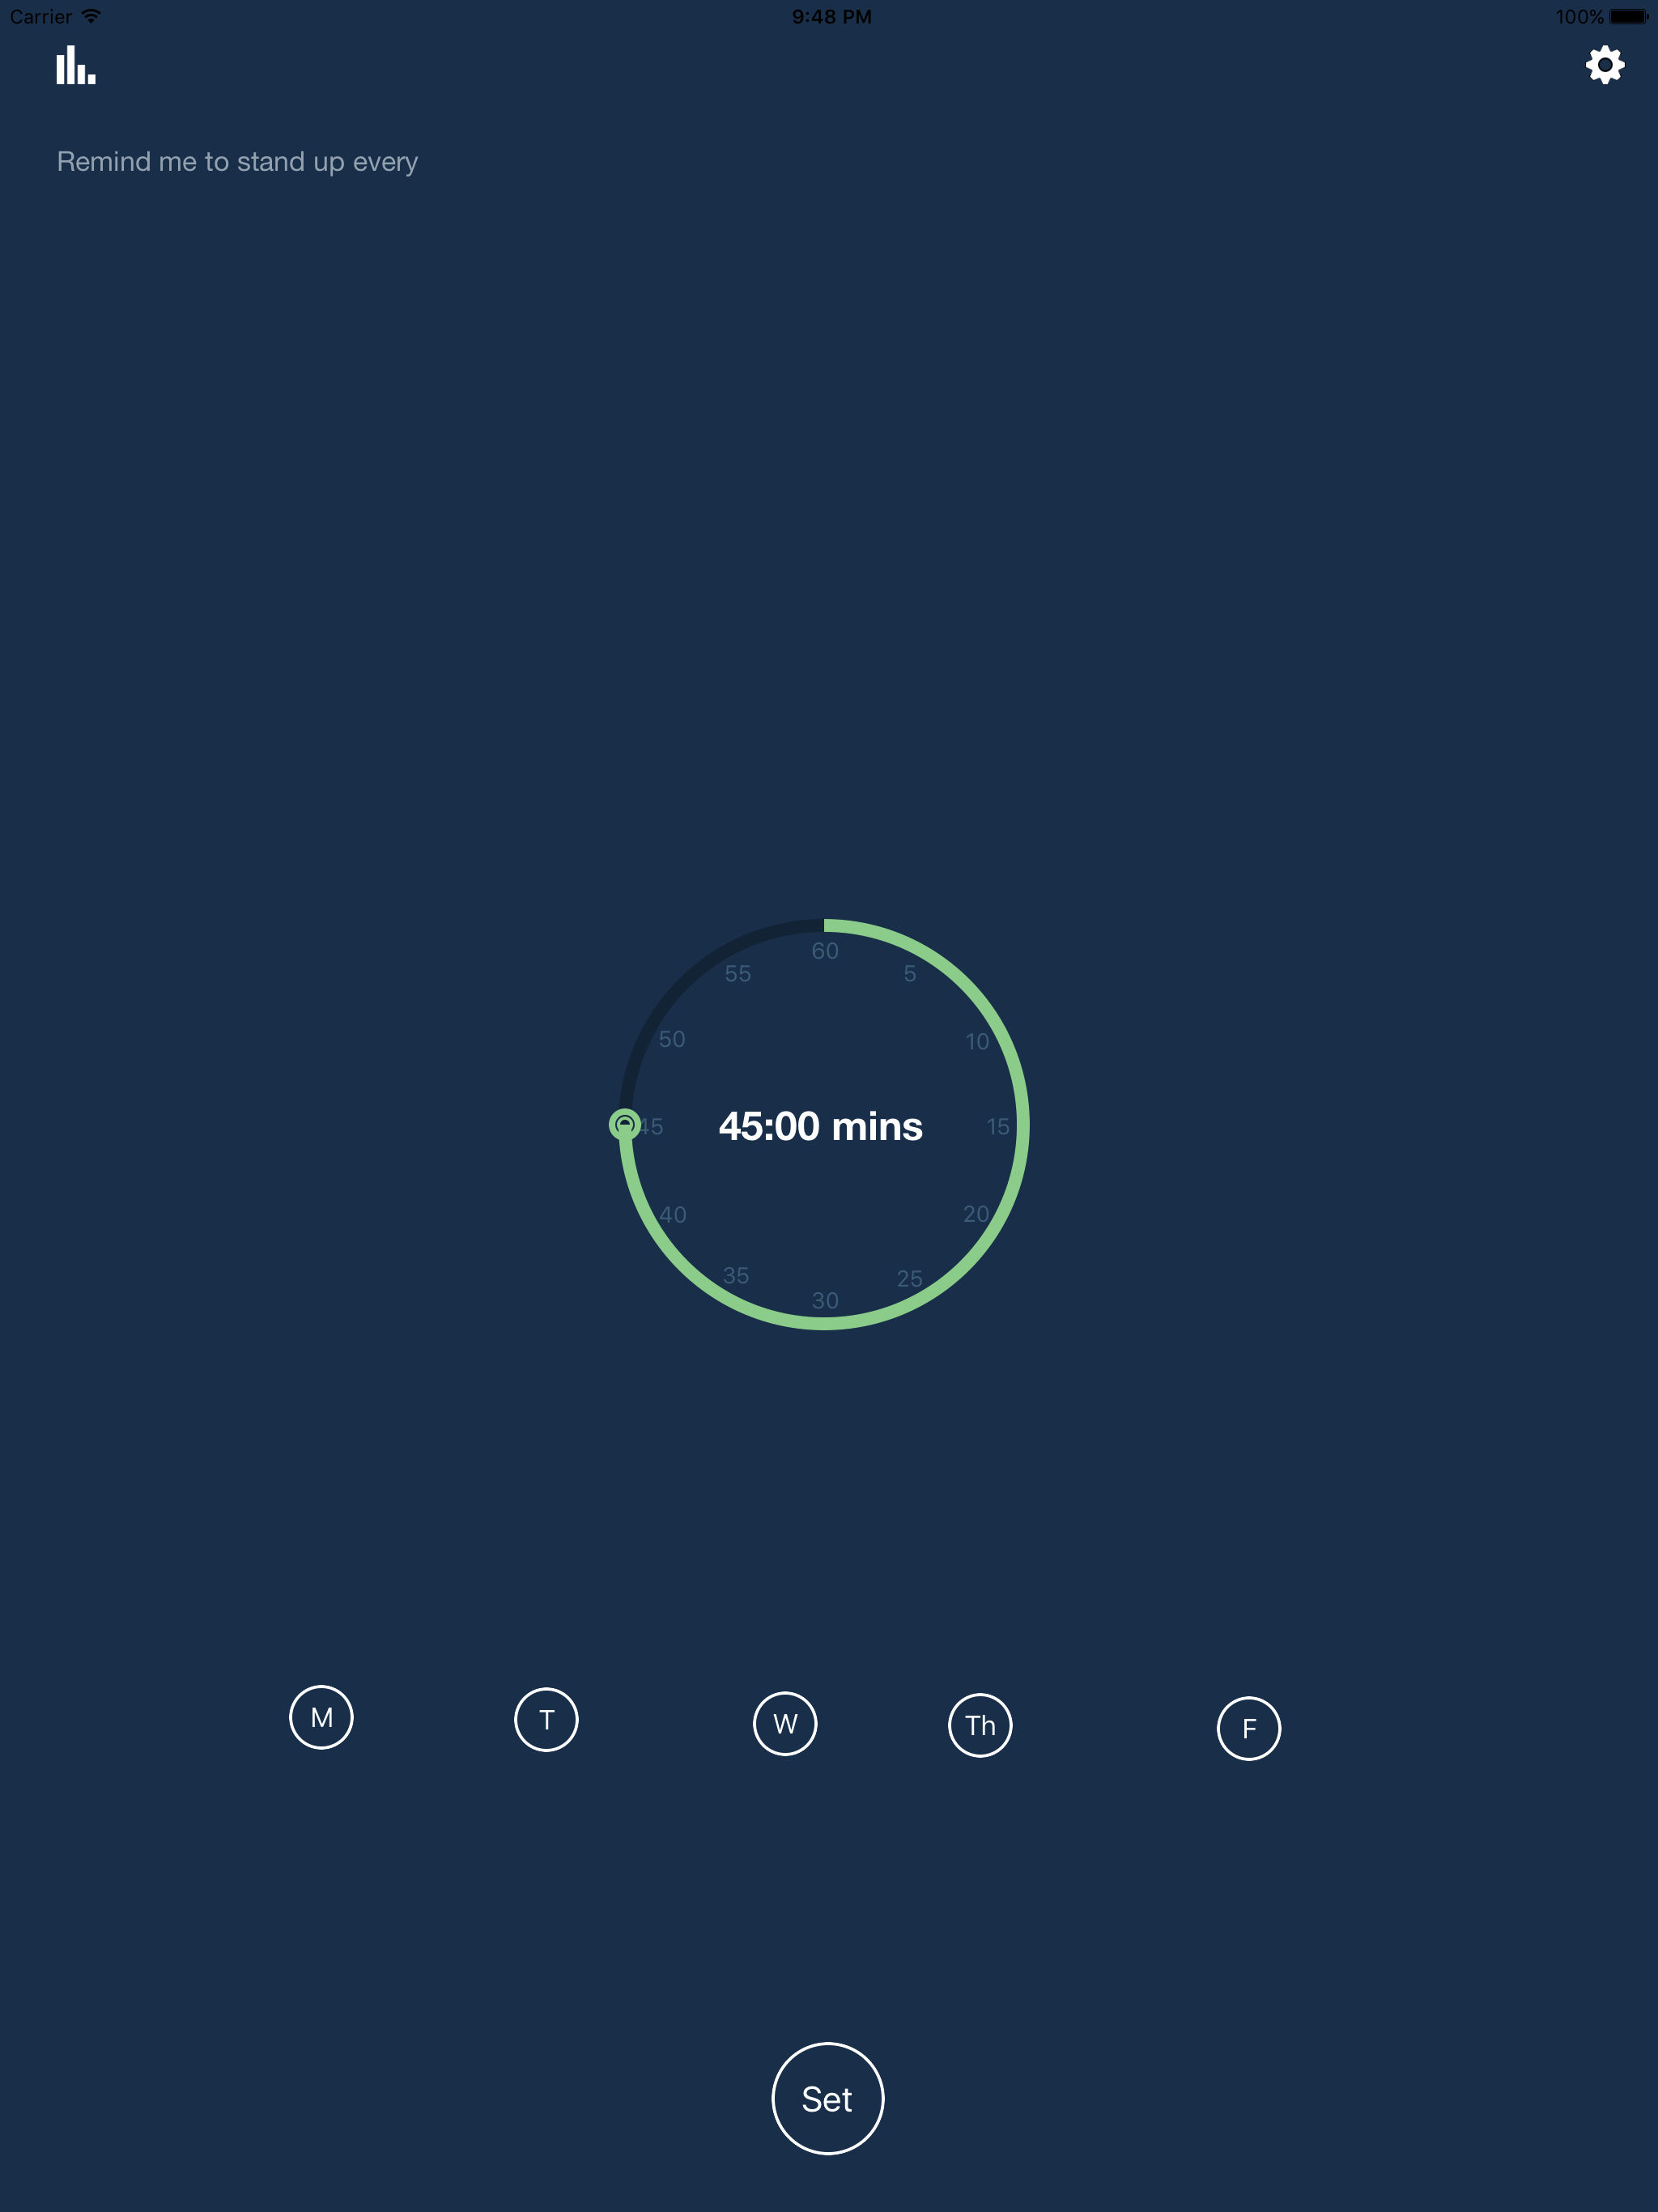 Carrier 9:48 PM 100%
Remind me to stand up every
60
55 5
50 10
45 45:00 mins 15
40 20
35 25
30
M T W Th F
Set